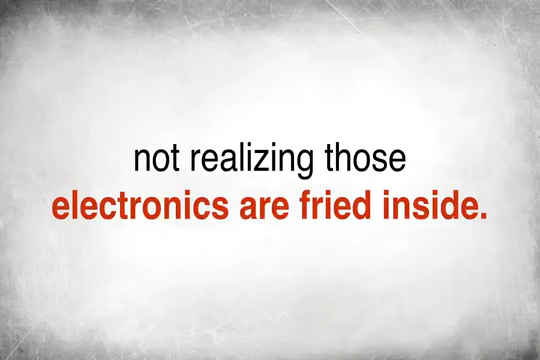 not realizing those
electronics are fried inside.